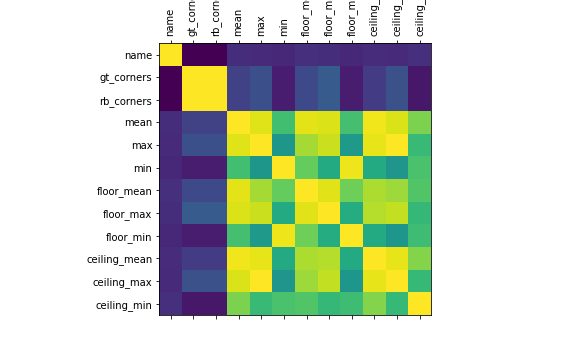 name
gt_corn
rb_corn
mean
max
min
floor_m
floor_m
floor_m
ceiling_
ceiling_
ceiling_
name
gt_corners
rb_corners
mean
max
min
floor_mean
floor_max
floor_min
ceiling_mean
ceiling_max
ceiling_min